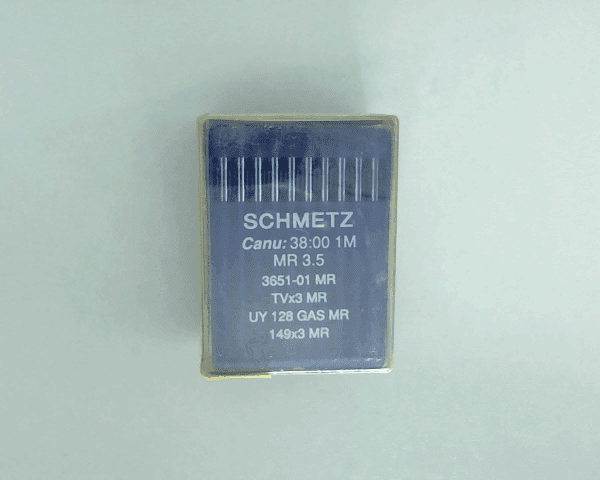 SCHMETZ
Canu: 38:00 1M
MR 3.5
3651-01 MR
TVx3 MR
UY 128 GAS MR
149x3 MR